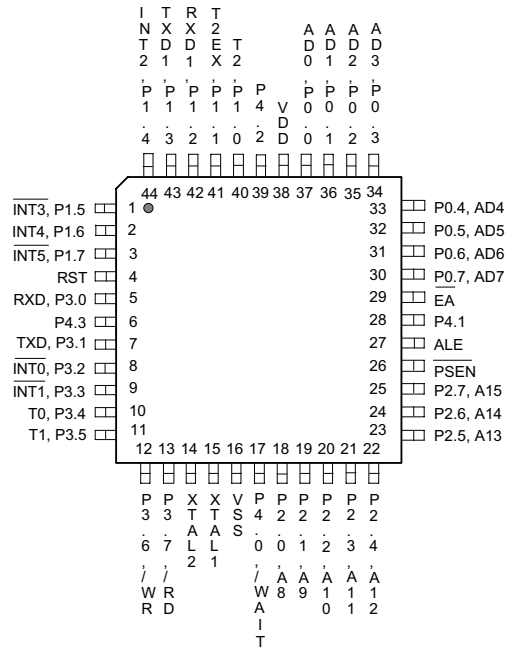 INT2, P1.4
TXD1, P1.3
RXD1, P1.2
T2EX, P1.1
T2, P1.0
P4.2
VDD
AD0, P0.0
AD1, P0.1
AD2, P0.2
AD3, P0.3
44 43 42 41 40 39 38 37 36 35 34
INT3, P1.5 1
INT4, P1.6 2
INT5, P1.7 3
RST 4
RXD, P3.0 5
P4.3 6
TXD, P3.1 7
INT0, P3.2 8
INT1, P3.3 9
T0, P3.4 10
T1, P3.5 11
33 P0.4, AD4
32 P0.5, AD5
31 P0.6, AD6
30 P0.7, AD7
29 EA
28 P4.1
27 ALE
26 PSEN
25 P2.7, A15
24 P2.6, A14
23 P2.5, A13
12 13 14 15 16 17 18 19 20 21 22
P3.6, /WR
P3.7, /RD
XTAL2
XTAL1
VSS
P4.0, /WAIT
P2.0, A8
P2.1, A9
P2.2, A10
P2.3, A11
P2.4, A12